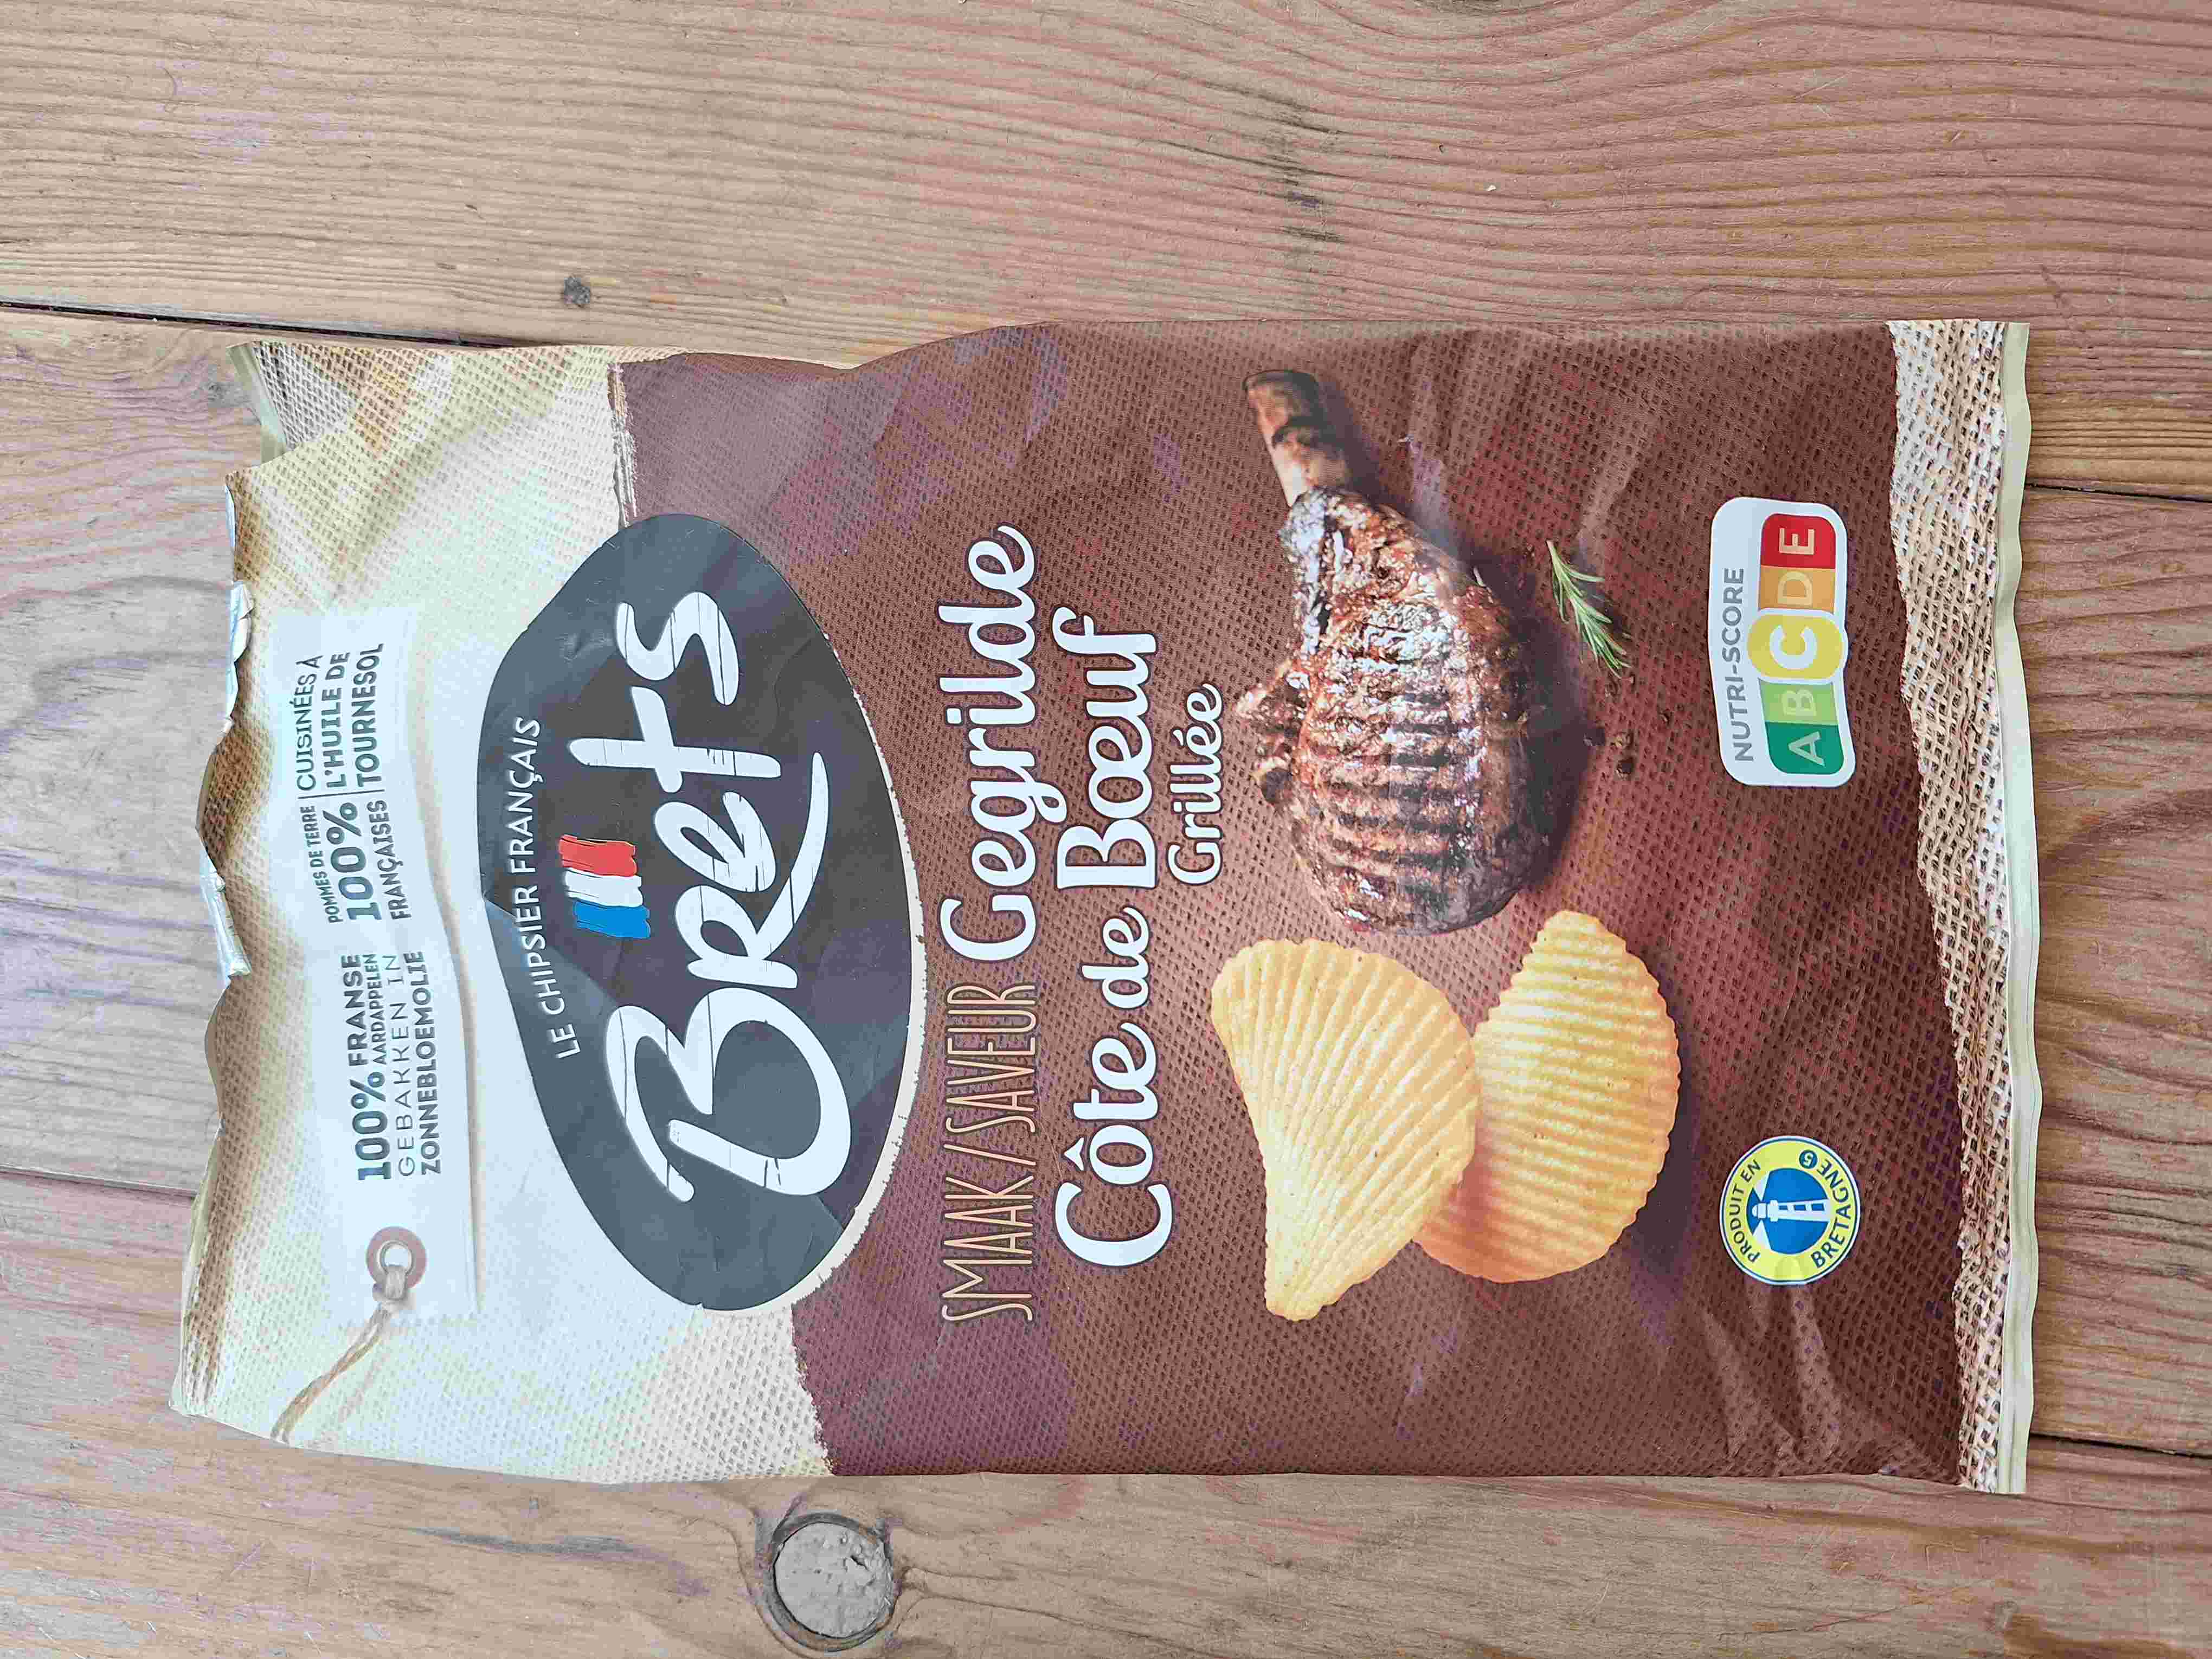 100% FRANSE
AARDAPPELEN
GEBAKKEN IN
ZONNEBLOEMOLIE
POMMES DE TERRE
100%
FRANÇAISES
CUISINÉES À
L'HUILE DE
TOURNESOL
LE CHIPSIER FRANÇAIS
Brets
SMAAK/SAVEUR Gegrilde
Côte de Bœuf
Grillée
PRODUIT EN
BRETAGNE 5
NUTRI-SCORE
A B C D E